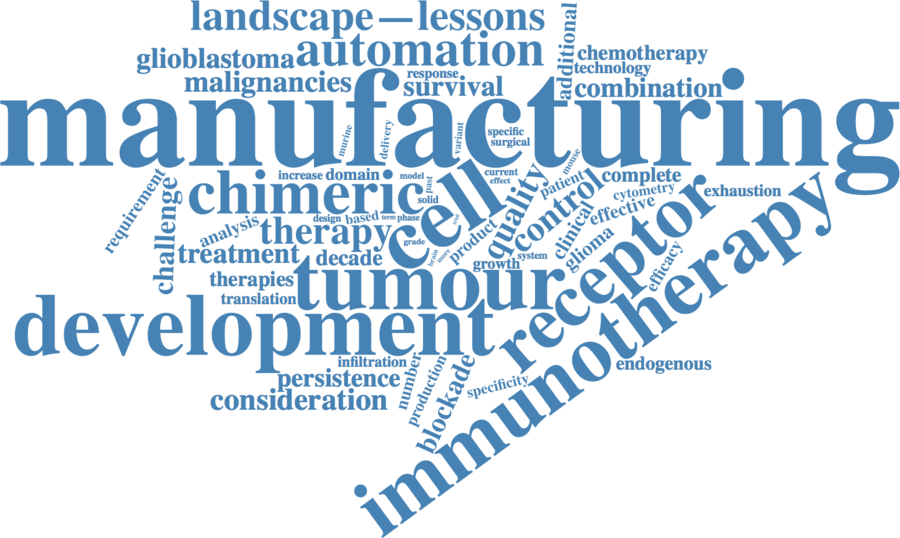 landscape—lessons
additional
glioblastoma
automation
chemotherapy
technology
malignancies
response
survival
combination
manufacturing
murine
delivery
variant
specific
surgical
mouse
requirement
challenge
increase
domain
model
past
current
effect
patient
complete
chimeric
solid
cell
quality
control
cytometry
exhaustion
analysis
design
based
term
phase
trial
product
clinical
effective
therapy
grade
treatment
decade
brain
more
growth
system
glioma
receptor
efficacy
therapies
tumour
translation
development
immunotherapy
infiltration
endogenous
persistence
number
production
blockade
specificity
consideration